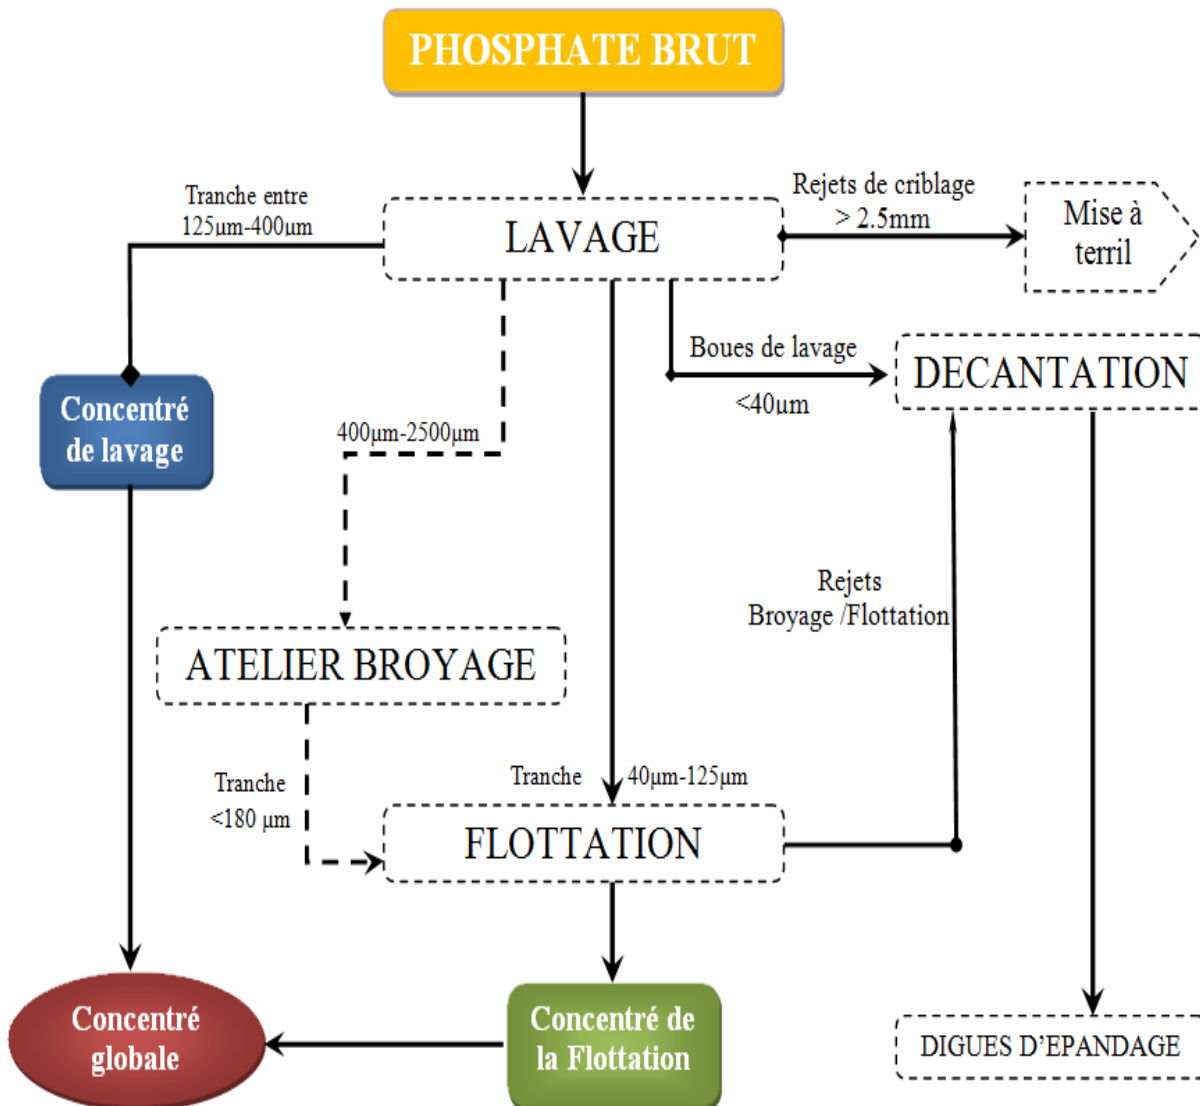 PHOSPHATE BRUT
Tranche entre
125µm-400µm
LAVAGE
Rejets de criblage
> 2.5mm
Mise à
terril
Boues de lavage
<40µm
DECANTATION
Concentré
de lavage
400µm-2500µm
Rejets
Broyage /Flottation
ATELIER BROYAGE
Tranche
<180 µm
Tranche 40µm-125µm
FLOTTATION
Concentré
globale
Concentré de
la Flottation
DIGUES D'EPANDAGE